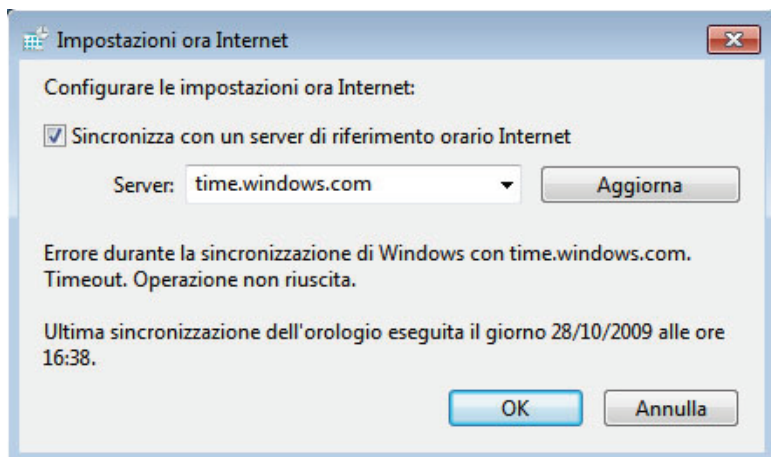 Impostazioni ora Internet
Configurare le impostazioni ora Internet:
Sincronizza con un server di riferimento orario Internet
Server: time.windows.com Aggiorna
Errore durante la sincronizzazione di Windows con time.windows.com.
Timeout. Operazione non riuscita.
Ultima sincronizzazione dell'orologio eseguita il giorno 28/10/2009 alle ore
16:38.
OK Annulla